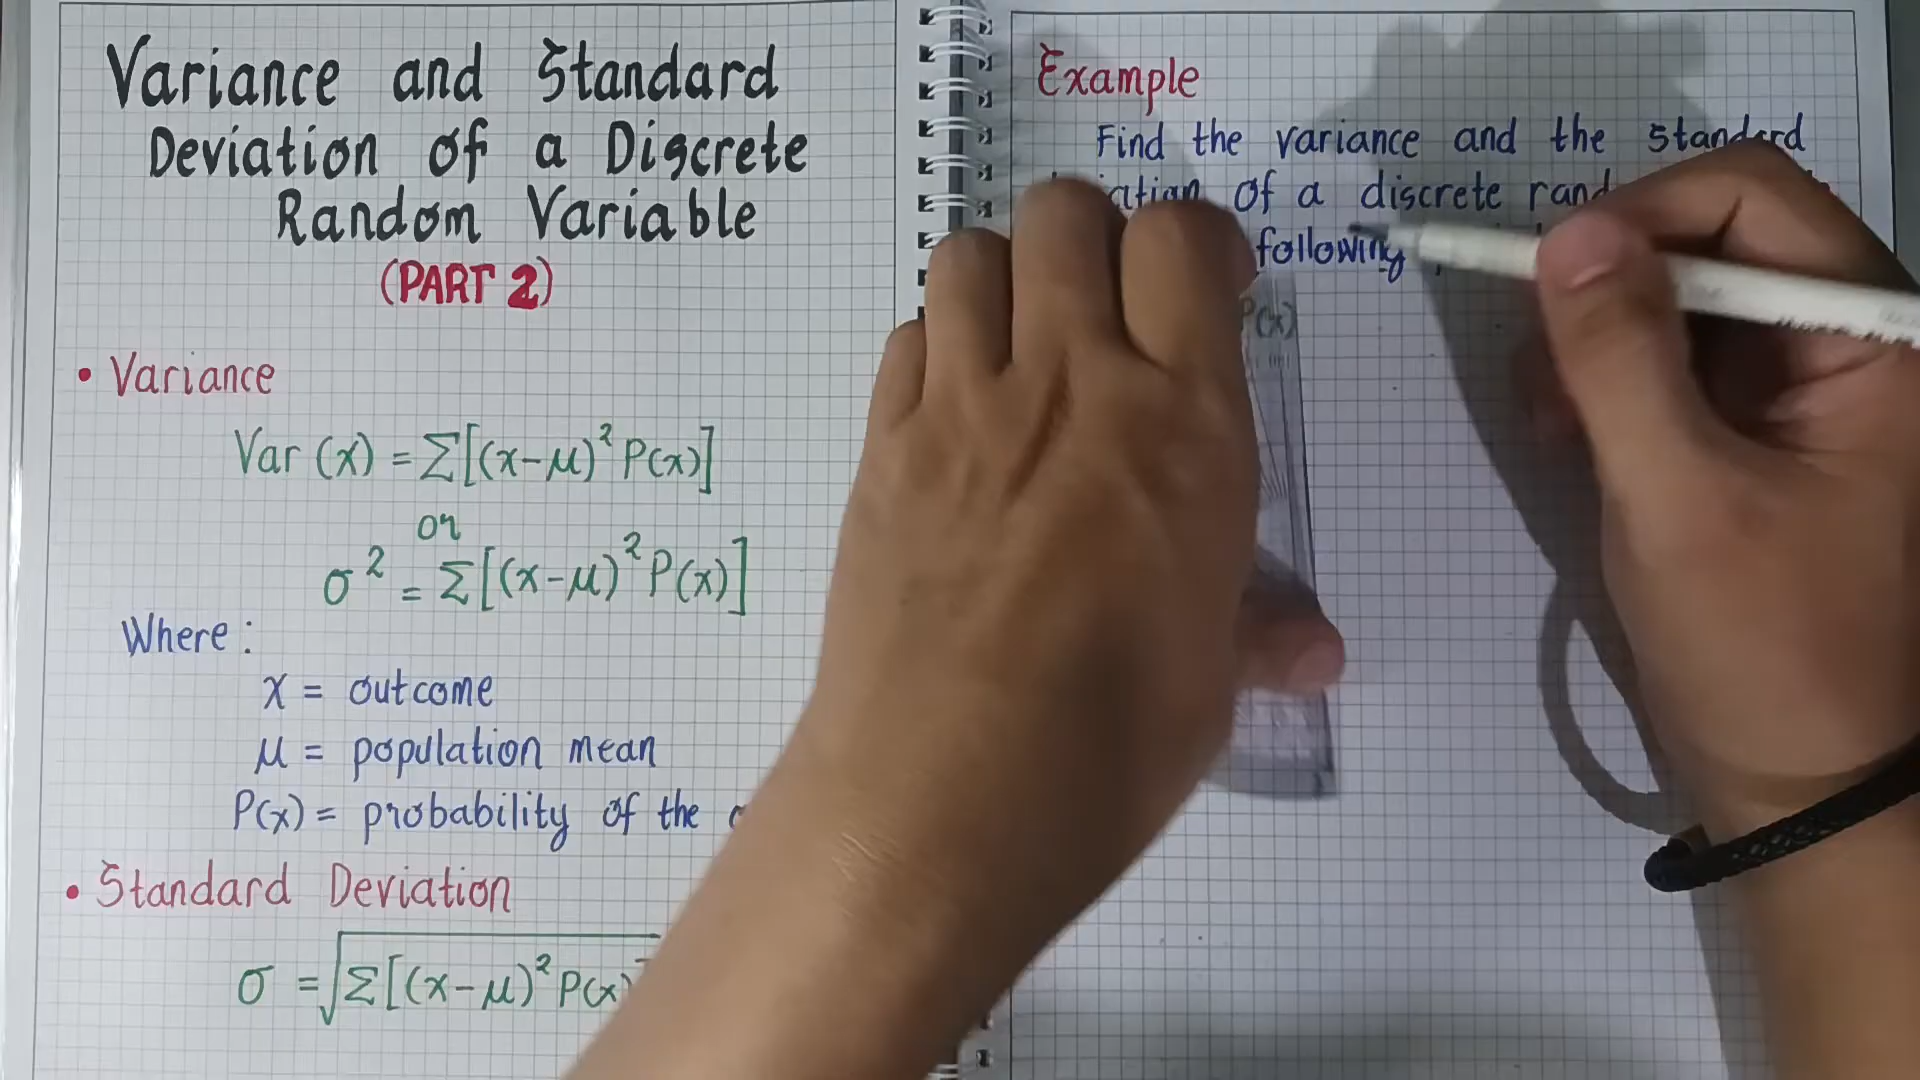 Variance and Standard
Deviation of a Discrete
Random Variable
(PART 2)
• Variance
Var (x) = Σ[(x-μ)² P(x)]
or
σ² = Σ[(x-μ)² P(x)]
Where:
x = outcome
μ = population mean
P(x) = probability of the
• Standard Deviation
σ = √Σ[(x-μ)² P(x)
Example
Find the variance and the standard
of a discrete
following
P(x)